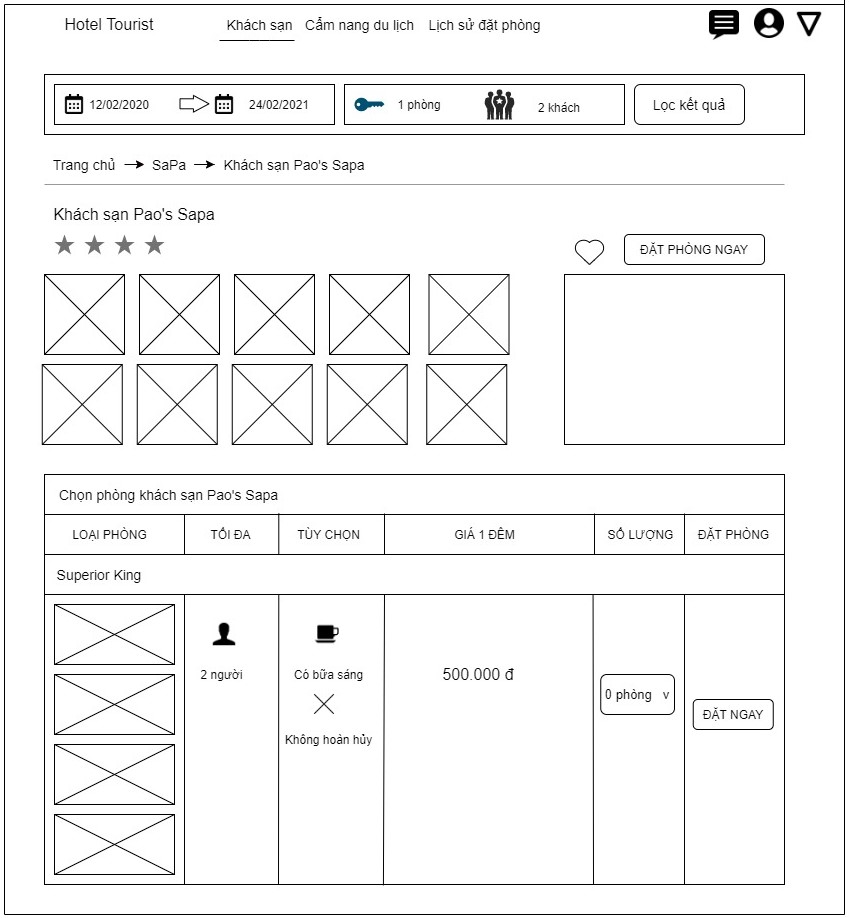 Hotel Tourist
Khách sạn Cẩm nang du lịch Lịch sử đặt phòng
12/02/2020 24/02/2021 1 phòng 2 khách Lọc kết quả
Trang chủ SaPa Khách sạn Pao's Sapa
Khách sạn Pao's Sapa
ĐẶT PHÒNG NGAY
Chọn phòng khách sạn Pao's Sapa
LOẠI PHÒNG TỐI ĐA TÙY CHỌN GIÁ 1 ĐÊM SỐ LƯỢNG ĐẶT PHÒNG
Superior King
2 người Có bữa sáng 500.000 đ
0 phòng v
ĐẶT NGAY
Không hoàn hủy